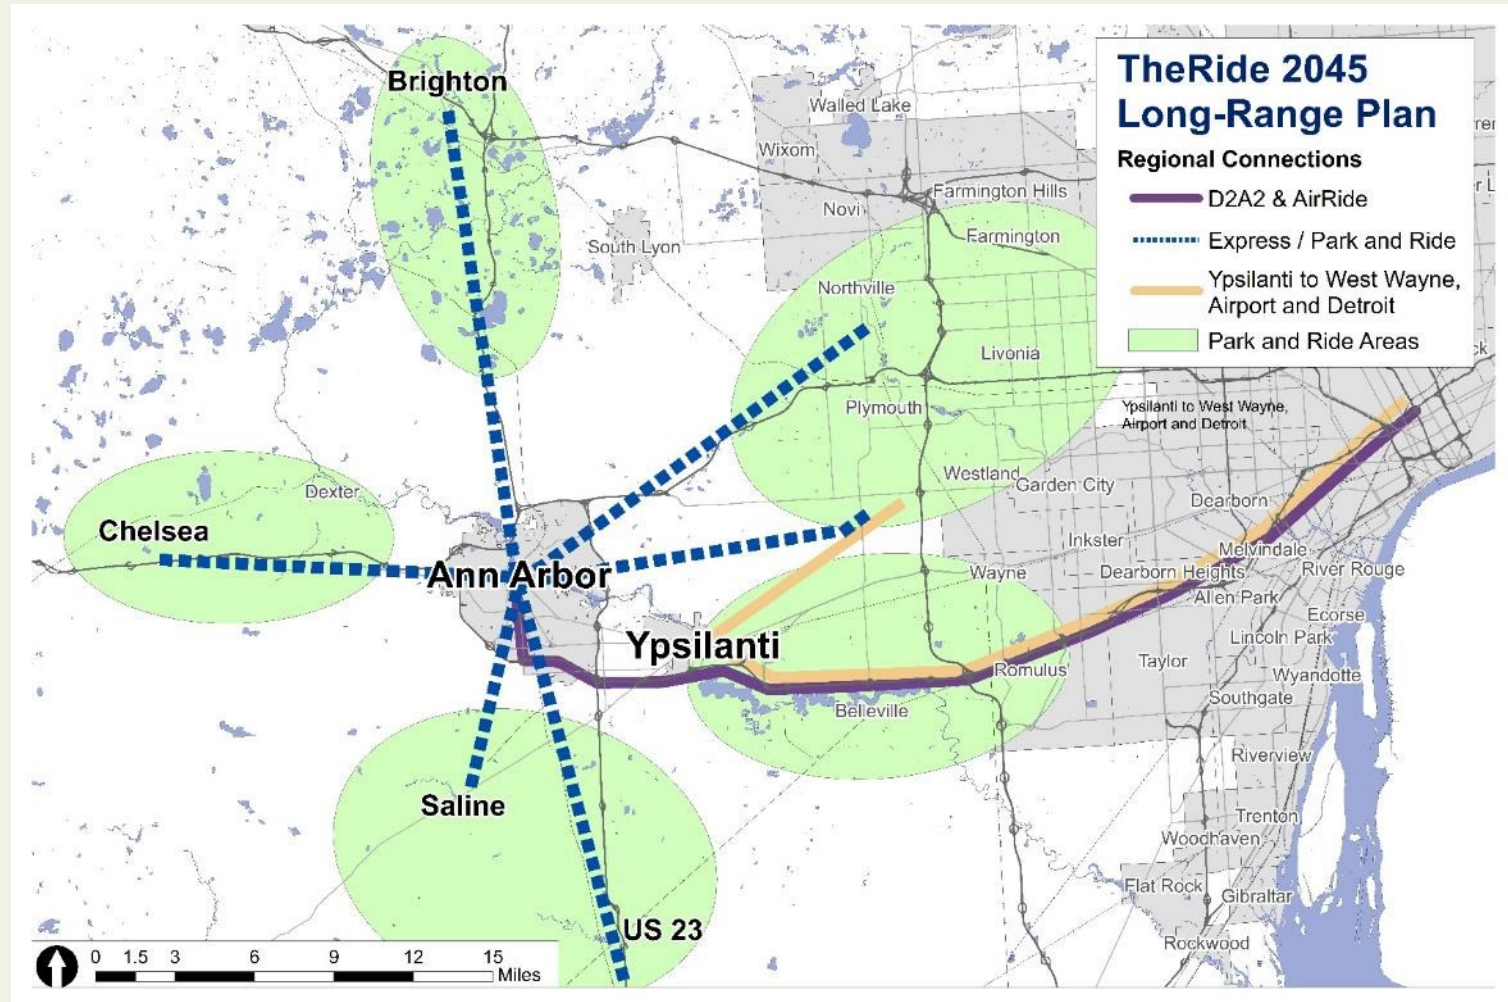 Brighton
Walled Lake
Wixom
Farmington Hills
Novi
Farmington
South Lyon
Northville
Livonia
Plymouth
TheRide 2045
Long-Range Plan
Regional Connections
D2A2 & AirRide
Express / Park and Ride
Ypsilanti to West Wayne,
Airport and Detroit
Park and Ride Areas
Ypsilanti to West Wayne,
Airport and Detroit
Westland
Garden City
Dexter
Dearborn
Chelsea
Inkster
Melvindale
Ann Arbor
Wayne
Dearborn Heights
River Rouge
Allen Park
Ecorse
Lincoln Park
Ypsilanti
Romulus
Taylor
Wyandotte
Southgate
Belleville
Riverview
Saline
Trenton
Woodhaven
Flat Rock
Gibraltar
US 23
Rockwood
0 1.5 3 6 9 12 15
Miles